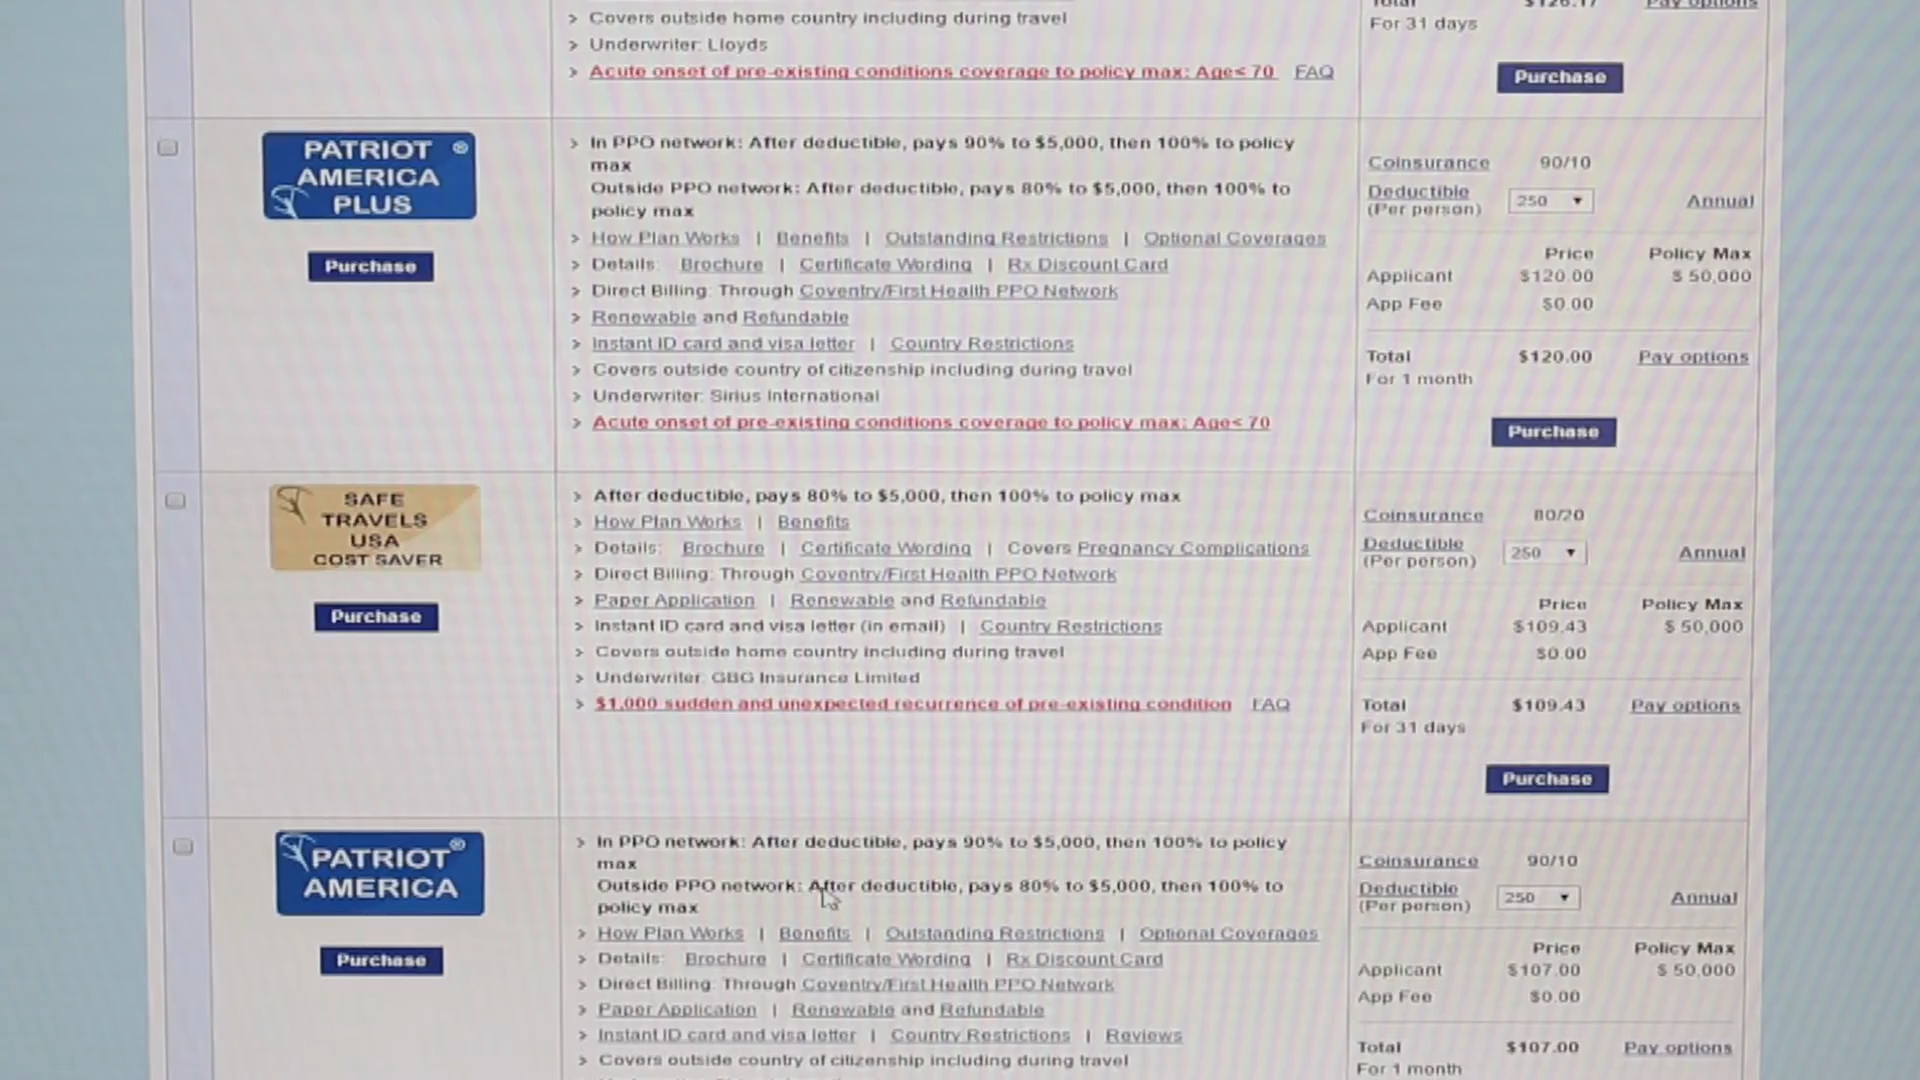 > Covers outside home country including during travel
> Underwriter: Lloyds
> Acute onset of pre-existing conditions coverage to policy max: Age< 70 FAQ
Total $126.17 Pay options
For 31 days
Purchase
PATRIOT ®
AMERICA
PLUS
Purchase
> In PPO network: After deductible, pays 90% to $5,000, then 100% to policy
max
Outside PPO network: After deductible, pays 80% to $5,000, then 100% to
policy max
> How Plan Works | Benefits | Outstanding Restrictions | Optional Coverages
> Details: Brochure | Certificate Wording | Rx Discount Card
> Direct Billing: Through Coventry/First Health PPO Network
> Renewable and Refundable
> Instant ID card and visa letter | Country Restrictions
> Covers outside country of citizenship including during travel
> Underwriter: Sirius International
> Acute onset of pre-existing conditions coverage to policy max: Age< 70
Coinsurance 90/10
Deductible 250 Annual
(Per person)
Price Policy Max
Applicant $120.00 $ 50,000
App Fee $0.00
Total $120.00 Pay options
For 1 month
Purchase
SAFE
TRAVELS
USA
COST SAVER
Purchase
> After deductible, pays 80% to $5,000, then 100% to policy max
> How Plan Works | Benefits
> Details: Brochure | Certificate Wording | Covers Pregnancy Complications
> Direct Billing: Through Coventry/First Health PPO Network
> Paper Application | Renewable and Refundable
> Instant ID card and visa letter (in email) | Country Restrictions
> Covers outside home country including during travel
> Underwriter: GBG Insurance Limited
> $1,000 sudden and unexpected recurrence of pre-existing condition FAQ
Coinsurance 80/20
Deductible 250 Annual
(Per person)
Price Policy Max
Applicant $109.43 $ 50,000
App Fee $0.00
Total $109.43 Pay options
For 31 days
Purchase
PATRIOT ®
AMERICA
Purchase
> In PPO network: After deductible, pays 90% to $5,000, then 100% to policy
max
Outside PPO network: After deductible, pays 80% to $5,000, then 100% to
policy max
> How Plan Works | Benefits | Outstanding Restrictions | Optional Coverages
> Details: Brochure | Certificate Wording | Rx Discount Card
> Direct Billing: Through Coventry/First Health PPO Network
> Paper Application | Renewable and Refundable
> Instant ID card and visa letter | Country Restrictions | Reviews
> Covers outside country of citizenship including during travel
Coinsurance 90/10
Deductible 250 Annual
(Per person)
Price Policy Max
Applicant $107.00 $ 50,000
App Fee $0.00
Total $107.00 Pay options
For 1 month